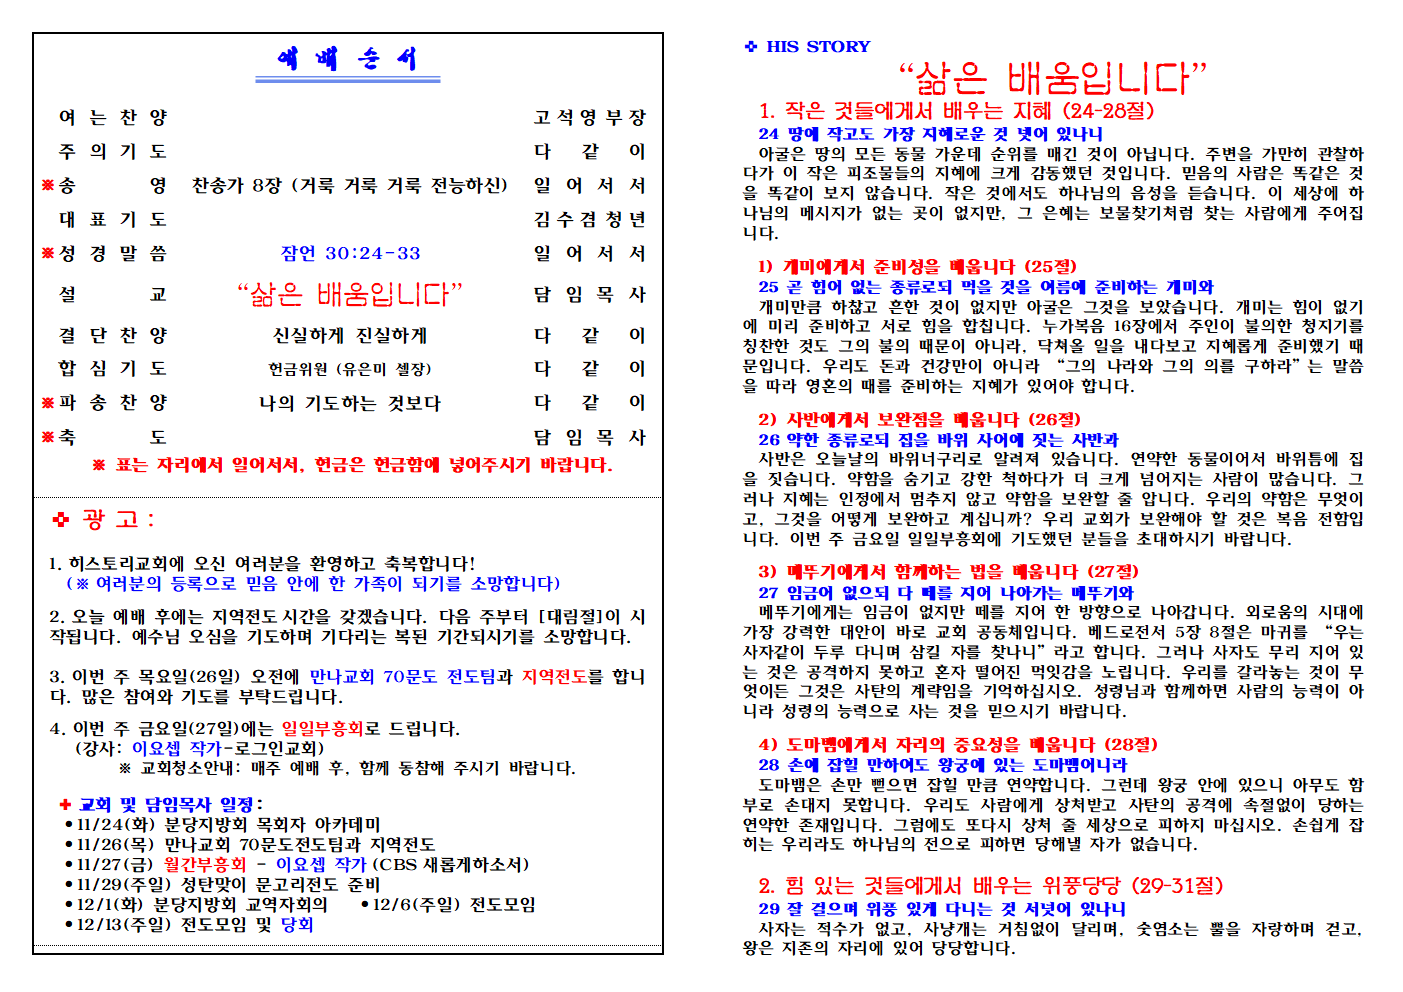 예 배 순 서
여 는 찬 양 고 석 영 부 장
주 의 기 도 다 같 이
※송 영 찬송가 8장 (거룩 거룩 거룩 전능하신) 일 어 서 서
대 표 기 도 김 수 겸 청 년
※성 경 말 씀 잠언 30:24-33 일 어 서 서
설 교 “삶은 배움입니다” 담 임 목 사
결 단 찬 양 신실하게 진실하게 다 같 이
합 심 기 도 헌금위원 (유은미 셀장) 다 같 이
※파 송 찬 양 나의 기도하는 것보다 다 같 이
※축 도 담 임 목 사
※ 표는 자리에서 일어서서, 헌금은 헌금함에 넣어주시기 바랍니다.
✜ 광 고 :
1. 히스토리교회에 오신 여러분을 환영하고 축복합니다!
(※ 여러분의 등록으로 믿음 안에 한 가족이 되기를 소망합니다)
2. 오늘 예배 후에는 지역전도 시간을 갖겠습니다. 다음 주부터 [대림절]이 시
작됩니다. 예수님 오심을 기도하며 기다리는 복된 기간되시기를 소망합니다.
3. 이번 주 목요일(26일) 오전에 만나교회 70문도 전도팀과 지역전도를 합니
다. 많은 참여와 기도를 부탁드립니다.
4. 이번 주 금요일(27일)에는 일일부흥회로 드립니다.
(강사: 이요셉 작가-로그인교회)
※ 교회청소안내: 매주 예배 후, 함께 동참해 주시기 바랍니다.
✚ 교회 및 담임목사 일정:
●11/24(화) 분당지방회 목회자 아카데미
●11/26(목) 만나교회 70문도전도팀과 지역전도
●11/27(금) 월간부흥회 - 이요셉 작가 (CBS 새롭게하소서)
●11/29(주일) 성탄맞이 문고리전도 준비
●12/1(화) 분당지방회 교역자회의 ●12/6(주일) 전도모임
●12/13(주일) 전도모임 및 당회
✜ HIS STORY
“삶은 배움입니다”
1. 작은 것들에게서 배우는 지혜 (24-28절)
24 땅에 작고도 가장 지혜로운 것 넷이 있나니
아굴은 땅의 모든 동물 가운데 순위를 매긴 것이 아닙니다. 주변을 가만히 관찰하
다가 이 작은 피조물들의 지혜에 크게 감동했던 것입니다. 믿음의 사람은 똑같은 것
을 똑같이 보지 않습니다. 작은 것에서도 하나님의 음성을 듣습니다. 이 세상에 하
나님의 메시지가 없는 곳이 없지만, 그 은혜는 보물찾기처럼 찾는 사람에게 주어집
니다.
1) 개미에게서 준비성을 배웁니다 (25절)
25 곧 힘이 없는 종류로되 먹을 것을 여름에 준비하는 개미와
개미만큼 하찮고 흔한 것이 없지만 아굴은 그것을 보았습니다. 개미는 힘이 없기
에 미리 준비하고 서로 힘을 합칩니다. 누가복음 16장에서 주인이 불의한 청지기를
칭찬한 것도 그의 불의 때문이 아니라, 닥쳐올 일을 내다보고 지혜롭게 준비했기 때
문입니다. 우리도 돈과 건강만이 아니라 “그의 나라와 그의 의를 구하라”는 말씀
을 따라 영혼의 때를 준비하는 지혜가 있어야 합니다.
2) 사반에게서 보완점을 배웁니다 (26절)
26 약한 종류로되 집을 바위 사이에 짓는 사반과
사반은 오늘날의 바위너구리로 알려져 있습니다. 연약한 동물이어서 바위틈에 집
을 짓습니다. 약함을 숨기고 강한 척하다가 더 크게 넘어지는 사람이 많습니다. 그
러나 지혜는 인정에서 멈추지 않고 약함을 보완할 줄 압니다. 우리의 약함은 무엇이
고, 그것을 어떻게 보완하고 계십니까? 우리 교회가 보완해야 할 것은 복음 전함입
니다. 이번 주 금요일 일일부흥회에 기도했던 분들을 초대하시기 바랍니다.
3) 메뚜기에게서 함께하는 법을 배웁니다 (27절)
27 임금이 없으되 다 떼를 지어 나아가는 메뚜기와
메뚜기에게는 임금이 없지만 떼를 지어 한 방향으로 나아갑니다. 외로움의 시대에
가장 강력한 대안이 바로 교회 공동체입니다. 베드로전서 5장 8절은 마귀를 “우는
사자같이 두루 다니며 삼킬 자를 찾나니”라고 합니다. 그러나 사자도 무리 지어 있
는 것은 공격하지 못하고 혼자 떨어진 먹잇감을 노립니다. 우리를 갈라놓는 것이 무
엇이든 그것은 사탄의 계략임을 기억하십시오. 성령님과 함께하면 사람의 능력이 아
니라 성령의 능력으로 사는 것을 믿으시기 바랍니다.
4) 도마뱀에게서 자리의 중요성을 배웁니다 (28절)
28 손에 잡힐 만하여도 왕궁에 있는 도마뱀이니라
도마뱀은 손만 뻗으면 잡힐 만큼 연약합니다. 그런데 왕궁 안에 있으니 아무도 함
부로 손대지 못합니다. 우리도 사람에게 상처받고 사탄의 공격에 속절없이 당하는
연약한 존재입니다. 그럼에도 또다시 상처 줄 세상으로 피하지 마십시오. 손쉽게 잡
히는 우리라도 하나님의 전으로 피하면 당해낼 자가 없습니다.
2. 힘 있는 것들에게서 배우는 위풍당당 (29-31절)
29 잘 걸으며 위풍 있게 다니는 것 서넛이 있나니
사자는 적수가 없고, 사냥개는 거침없이 달리며, 숫염소는 뿔을 자랑하며 걷고,
왕은 지존의 자리에 있어 당당합니다.